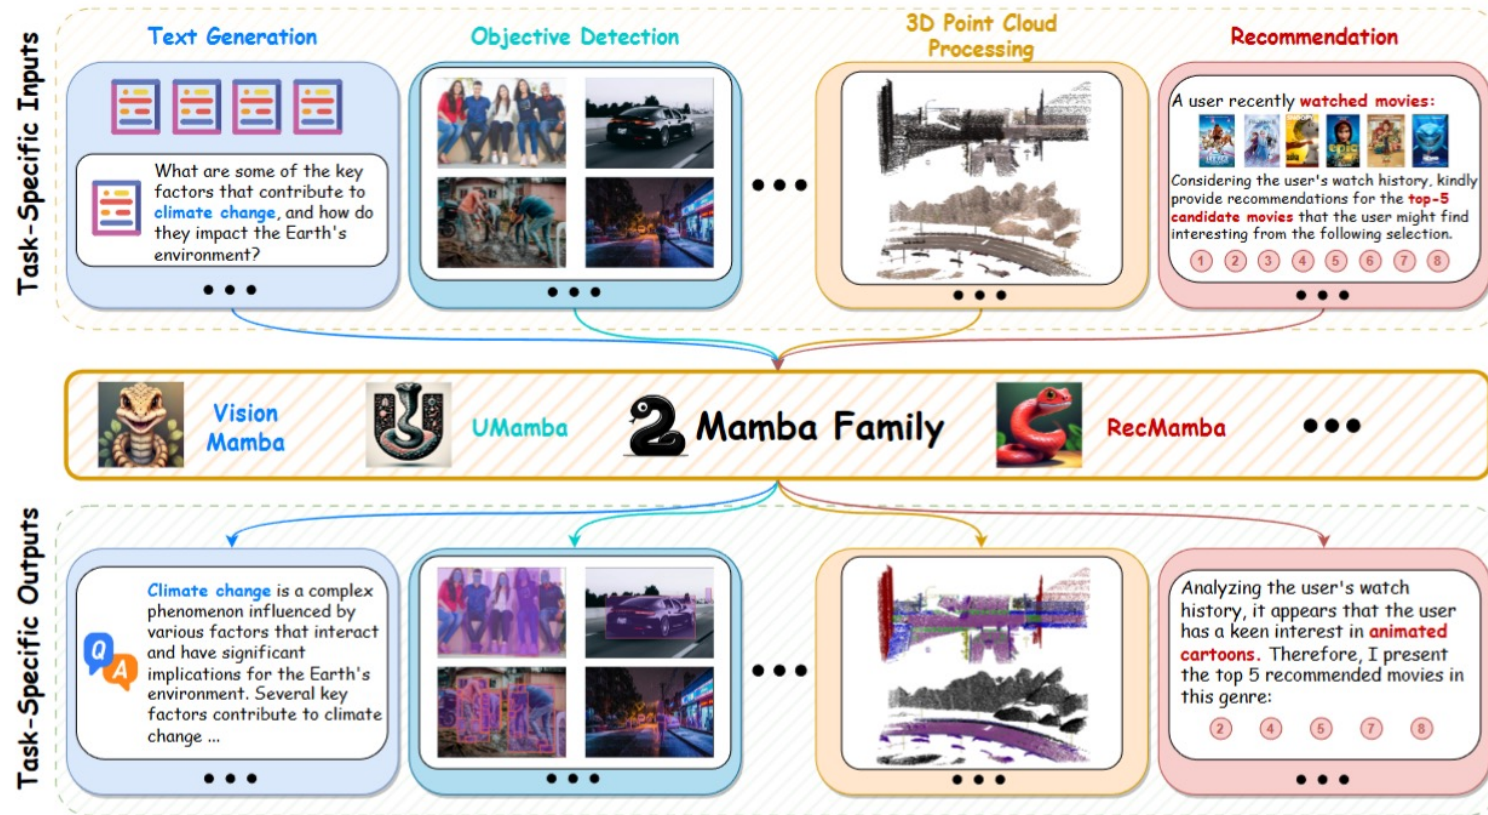 Task-Specific Inputs
Text Generation
Objective Detection
3D Point Cloud
Processing
Recommendation
What are some of the key
factors that contribute to
climate change, and how do
they impact the Earth's
environment?
A user recently watched movies:
epic
Considering the user's watch history, kindly
provide recommendations for the top-5
candidate movies that the user might find
interesting from the following selection.
1 2 3 4 5 6 7 8
Vision
Mamba
UMamba
Mamba Family
RecMamba
Task-Specific Outputs
Q
A
Climate change is a complex
phenomenon influenced by
various factors that interact
and have significant
implications for the Earth's
environment. Several key
factors contribute to climate
change ...
Analyzing the user's watch
history, it appears that the user
has a keen interest in animated
cartoons. Therefore, I present
the top 5 recommended movies in
this genre:
2 4 5 7 8